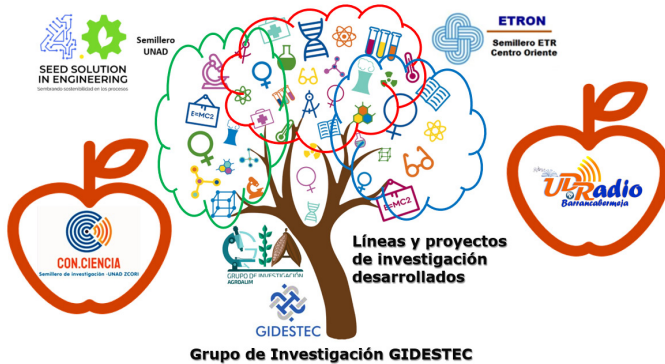 4.
SEED SOLUTION
IN ENGINEERING
Sembrando sostenibilidad en los procesos
Semillero
UNAD
ETRON
Semillero ETR
Centro Oriente
E=MC2
E=MC2
CON.CIENCIA
Semillero de investigación -UNAD ZCORI
UDRadio
Barrancabermeja
GRUPO DE INVESTIGACIÓN
AGROALIM
GIDESTEC
Líneas y proyectos
de investigación
desarrollados
Grupo de Investigación GIDESTEC